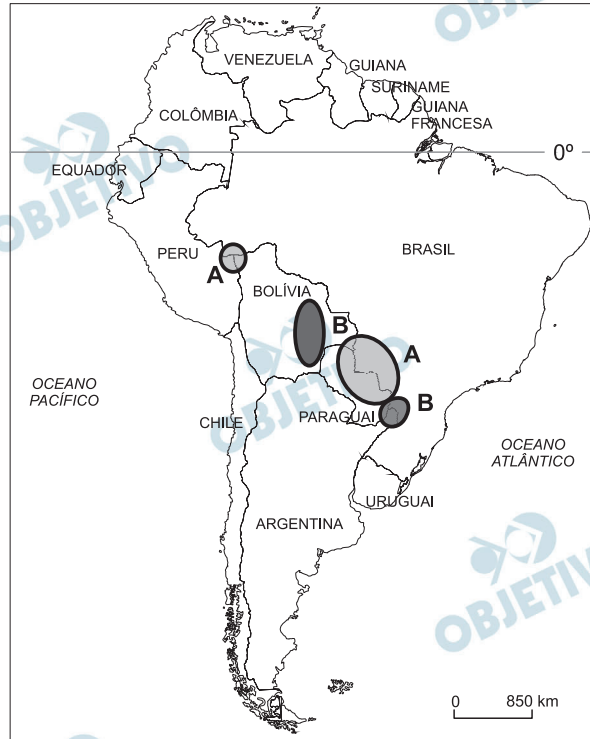 OBJETIVO
VENEZUELA
GUIANA
SURINAME
GUIANA
FRANCESA
COLÔMBIA
0º
EQUADOR
OBJETIVO
PERU
BRASIL
A
BOLÍVIA
B
A
OCEANO
PACÍFICO
OBJETIVO
B
PARAGUAI
CHILE
OCEANO
ATLÂNTICO
URUGUAI
ARGENTINA
OBJETIVO
0
850 km